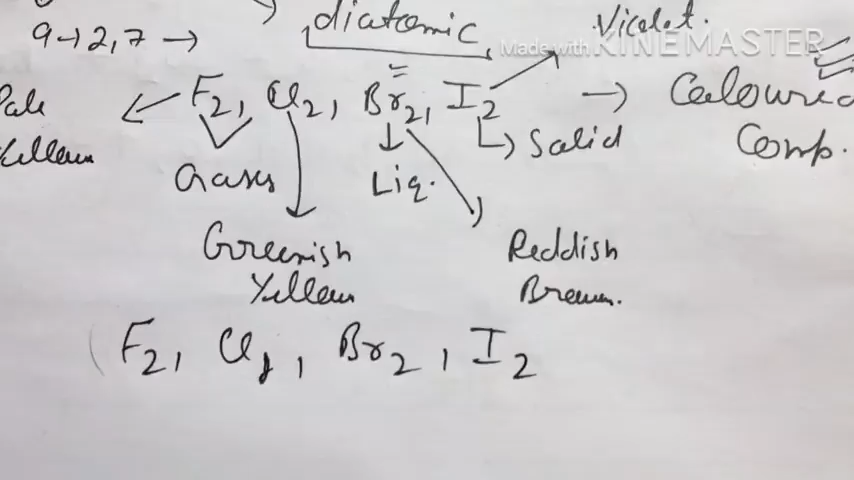 9→2,7→ diatomic Violet.
Made with KINEMASTER
Pale ← F2, Cl2, Br2, I2 → Coloured
Yellow Gases Liq. Solid Comp.
Greenish Reddish
Yellow Brown.
(F2, Cl2, Br2, I2